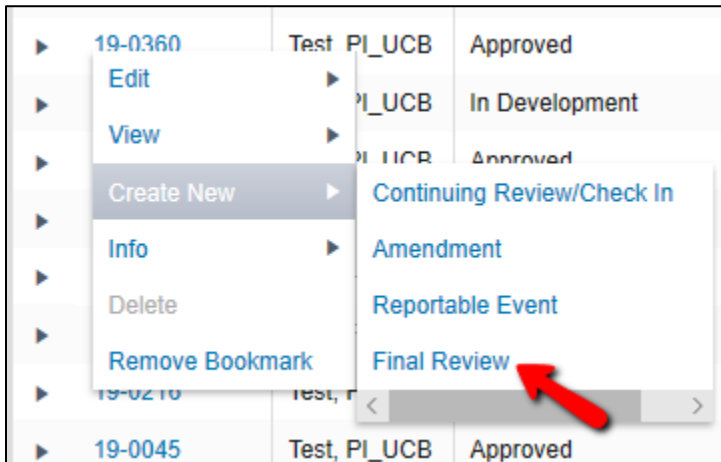 19-0360 Test, PI_UCB Approved
Edit
PI_UCB In Development
View
PI_UCB Approved
Create New Continuing Review/Check In
Info Amendment
Delete Reportable Event
Remove Bookmark Final Review
19-0216 Test,
19-0045 Test, PI_UCB Approved